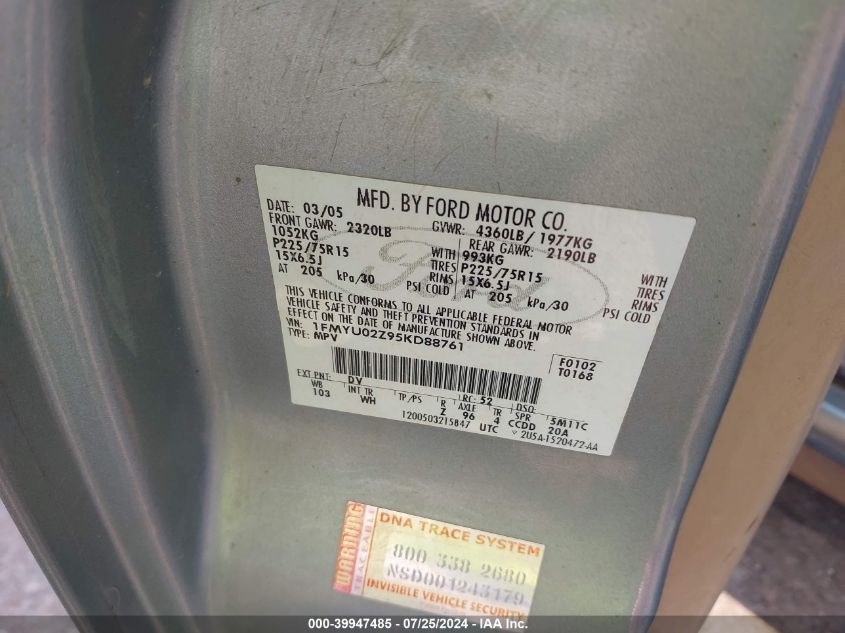 MFD. BY FORD MOTOR CO.
DATE: 03/05 GVWR: 4360LB/ 1977KG
FRONT GAWR: 2320LB REAR GAWR: 2190LB
1052KG WITH 993KG WITH
P225/75R15 TIRES P225/75R15 TIRES
15X6.5J RIMS 15X6.5J RIMS
AT 205 kPa/30 PSI COLD AT 205 kPa/30 PSI COLD
THIS VEHICLE CONFORMS TO ALL APPLICABLE FEDERAL MOTOR
VEHICLE SAFETY AND THEFT PREVENTION STANDARDS IN
EFFECT ON THE DATE OF MANUFACTURE SHOWN ABOVE.
VIN: 1FMYU02Z95KD88761 F0102
TYPE: MPV T0168
EXT PNT: DV RC: 52 DSO:
WB INT TR TP/PS R AXLE TR SPR 5M11C
103 WH Z 96 4 CCDD 20A
1200503215B47 UTC 2U5A-1520472-AA
Ford
WARNING
TRACEABLE
DNA TRACE SYSTEM
800 338 2680
NSD001243179
INVISIBLE VEHICLE SECURITY
000-39947485 - 07/25/2024 - IAA Inc.